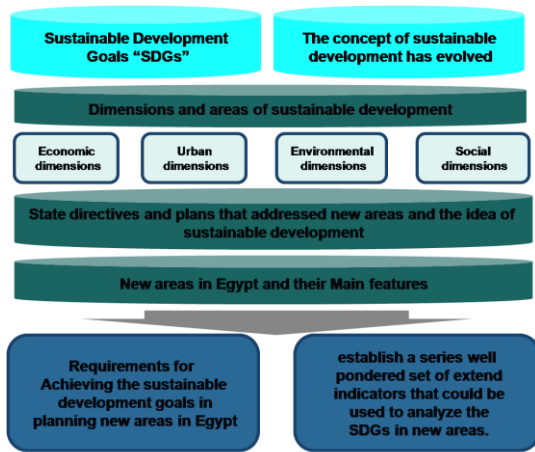 Sustainable Development
Goals “SDGs”
The concept of sustainable
development has evolved
Dimensions and areas of sustainable development
Economic
dimensions
Urban
dimensions
Environmental
dimensions
Social
dimensions
State directives and plans that addressed new areas and the idea of
sustainable development
New areas in Egypt and their Main features
Requirements for
Achieving the sustainable
development goals in
planning new areas in Egypt
establish a series well
pondered set of extend
indicators that could be
used to analyze the
SDGs in new areas.